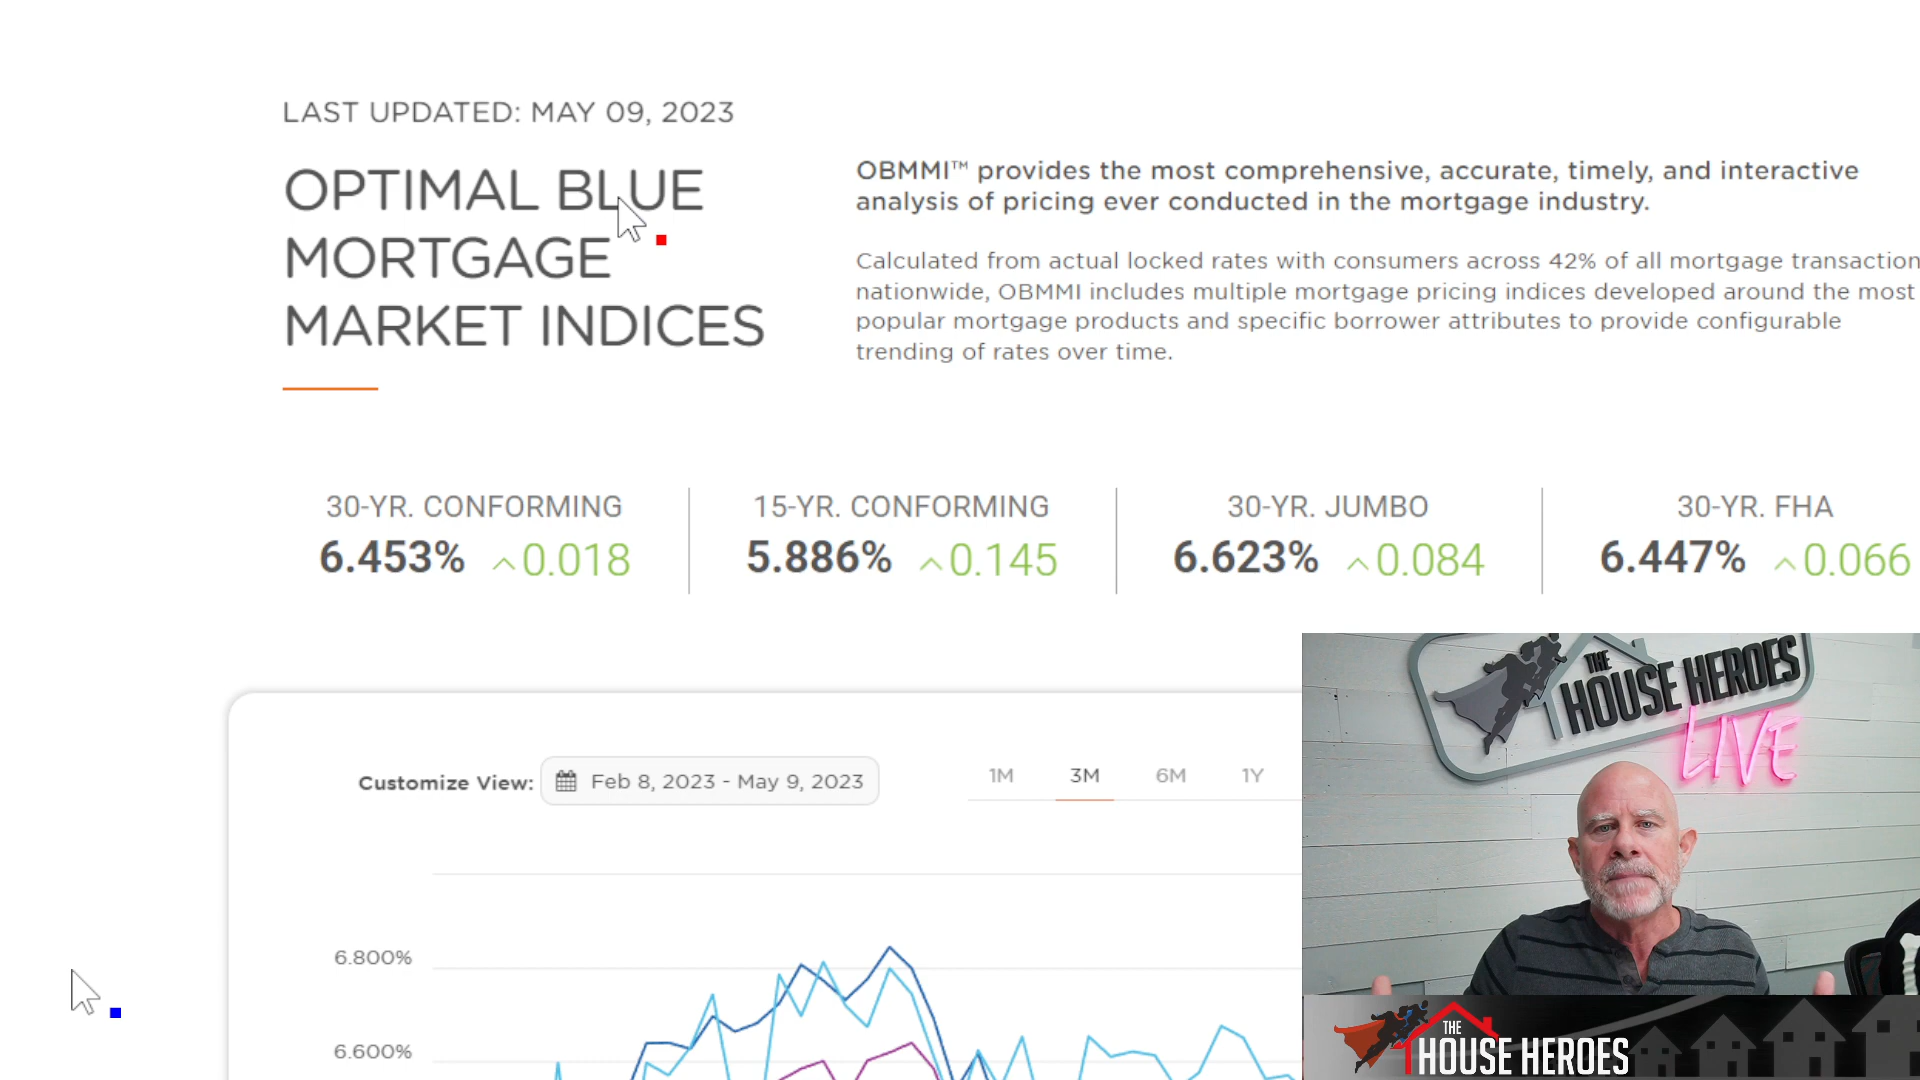 LAST UPDATED: MAY 09, 2023
OPTIMAL BLUE
MORTGAGE
MARKET INDICES
OBMMI™ provides the most comprehensive, accurate, timely, and interactive
analysis of pricing ever conducted in the mortgage industry.
Calculated from actual locked rates with consumers across 42% of all mortgage transaction
nationwide, OBMMI includes multiple mortgage pricing indices developed around the most
popular mortgage products and specific borrower attributes to provide configurable
trending of rates over time.
30-YR. CONFORMING
6.453% ^0.018
15-YR. CONFORMING
5.886% ^0.145
30-YR. JUMBO
6.623% ^0.084
30-YR. FHA
6.447% ^0.066
Customize View: Feb 8, 2023 - May 9, 2023
1M 3M 6M 1Y
6.800%
6.600%
THE
HOUSE HEROES
LIVE
THE
HOUSE HEROES